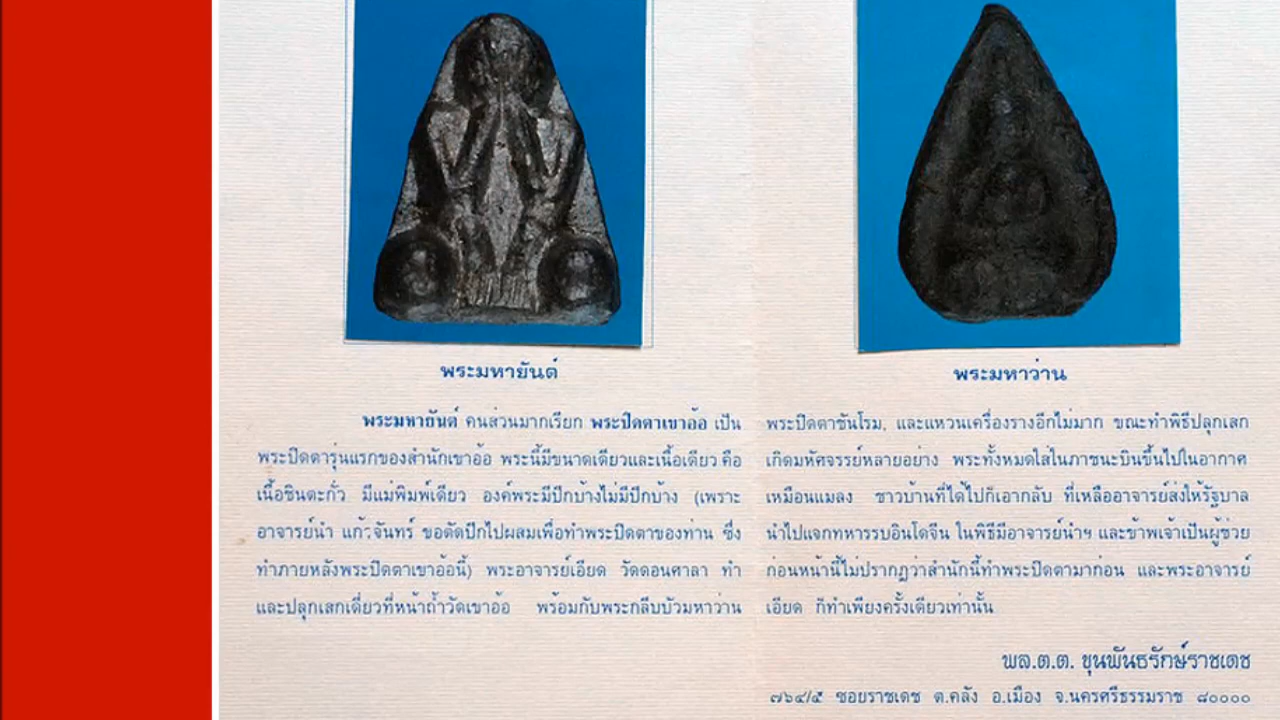 พระมหายันต์
พระมหายันต์ คนส่วนมากเรียก พระปิดตาเขาอ้อ เป็น
พระปิดตารุ่นแรกของสำนักเขาอ้อ พระนี้มีขนาดเดียวและเนื้อเดียว คือ
เนื้อชินตะกั่ว มีแม่พิมพ์เดียว องค์พระมีปีกบ้างไม่มีปีกบ้าง (เพราะ
อาจารย์นำ แก้วจันทร์ ขอตัดปีกไปผสมเพื่อทำพระปิดตาของท่าน ซึ่ง
ทำภายหลังพระปิดตาเขาอ้อนี้) พระอาจารย์เอียด วัดดอนศาลา ทำ
และปลุกเสกเดี่ยวที่หน้าถ้ำวัดเขาอ้อ พร้อมกับพระกลีบบัวมหาว่าน
พระมหาว่าน
พระปิดตาชันโรม, และแหวนเครื่องรางอีกไม่มาก ขณะทำพิธีปลุกเสก
เกิดมหัศจรรย์หลายอย่าง พระทั้งหมดใส่ในภาชนะบินขึ้นไปในอากาศ
เหมือนแมลง ชาวบ้านที่ได้ไปก็เอากลับ ที่เหลืออาจารย์ส่งให้รัฐบาล
นำไปแจกทหารรบอินโดจีน ในพิธีมีอาจารย์นำฯ และข้าพเจ้าเป็นผู้ช่วย
ก่อนหน้านี้ไม่ปรากฏว่าสำนักนี้ทำพระปิดตามาก่อน และพระอาจารย์
เอียด ก็ทำเพียงครั้งเดียวเท่านั้น
พล.ต.ต. ขุนพันธรักษ์ราชเดช
๗๖๔/๕ ซอยราชเดช ต.คลัง อ.เมือง จ.นครศรีธรรมราช ๘๐๐๐๐